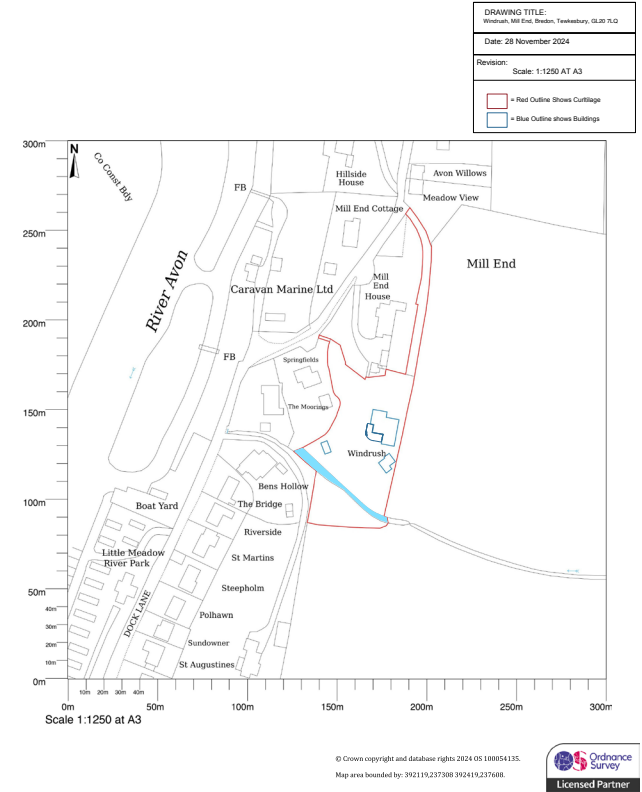 DRAWING TITLE:
Windrush, Mill End, Bredon, Tewkesbury, GL20 7LQ
Date: 28 November 2024
Revision:
Scale: 1:1250 AT A3
= Red Outline Shows Curtilage
= Blue Outline shows Buildings
300m
N
Co Const Bdy
Hillside
House
Avon Willows
FB
Meadow View
Mill End Cottage
250m
Mill End
River Avon
Caravan Marine Ltd
Mill
End
House
200m
FB
Springfields
150m
The Moorings
Windrush
Bens Hollow
100m
Boat Yard
The Bridge
Riverside
Little Meadow
River Park
St Martins
50m
Steepholm
40m
DOCK LANE
Polhawn
30m
20m
Sundowner
10m
St Augustines
0m
10m 20m 30m 40m
0m 50m 100m 150m 200m 250m 300m
Scale 1:1250 at A3
© Crown copyright and database rights 2024 OS 100054135.
Map area bounded by: 392119,237308 392419,237608.
OS
Ordnance
Survey
Licensed Partner